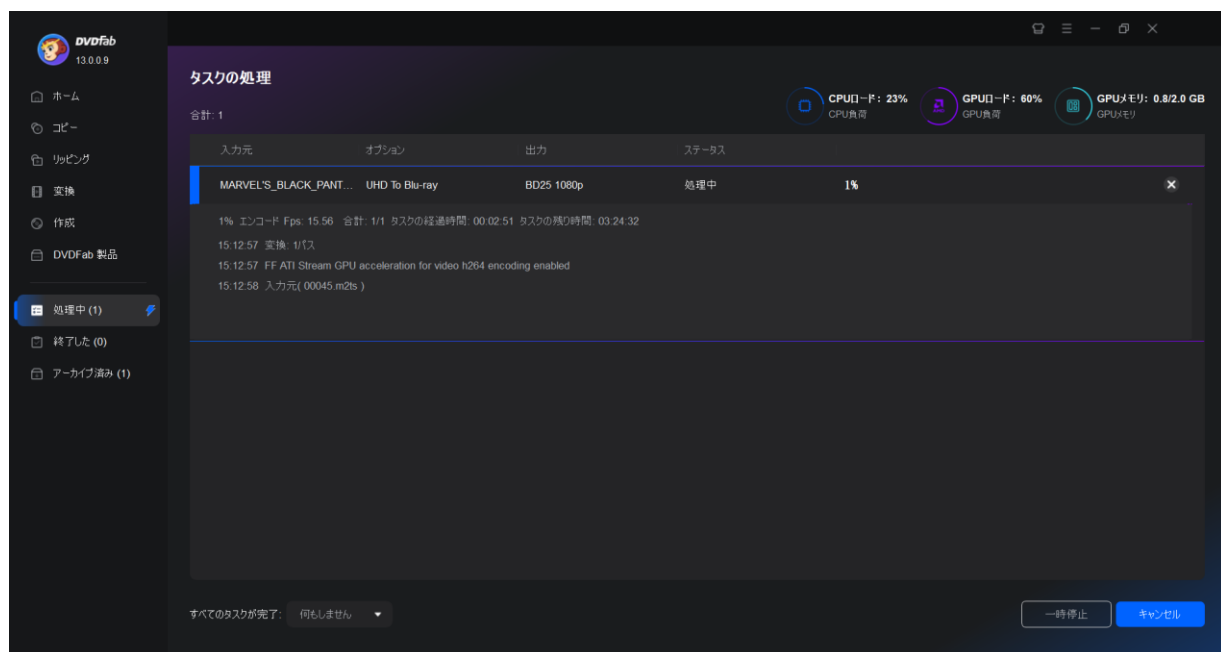 DVDfab
13.0.0.9
ホーム
コピー
リッピング
変換
作成
DVDFab 製品
処理中 (1)
終了した (0)
アーカイブ済み (1)
タスクの処理
合計: 1
CPUロード： 23%
CPU負荷
GPUロード： 60%
GPU負荷
GPUメモリ: 0.8/2.0 GB
GPUメモリ
入力元 オプション 出力 ステータス
MARVEL'S_BLACK_PANT... UHD To Blu-ray BD25 1080p 処理中 1%
1% エンコード Fps: 15.56 合計: 1/1 タスクの経過時間: 00:02:51 タスクの残り時間: 03:24:32
15:12:57 変換: 1/パス
15:12:57 FF ATI Stream GPU acceleration for video h264 encoding enabled
15:12:58 入力元( 00045.m2ts )
すべてのタスクが完了: 何もしません
一時停止 キャンセル